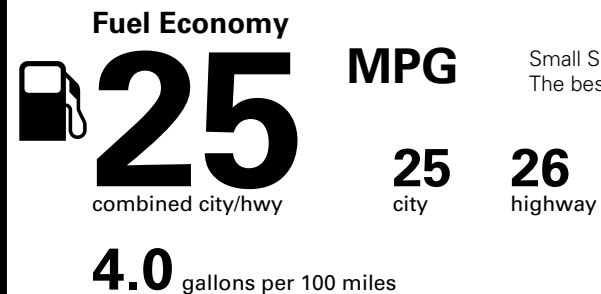 Fuel Economy
25 MPG
combined city/hwy
Small S
The bes
25 city
26 highway
4.0 gallons per 100 miles